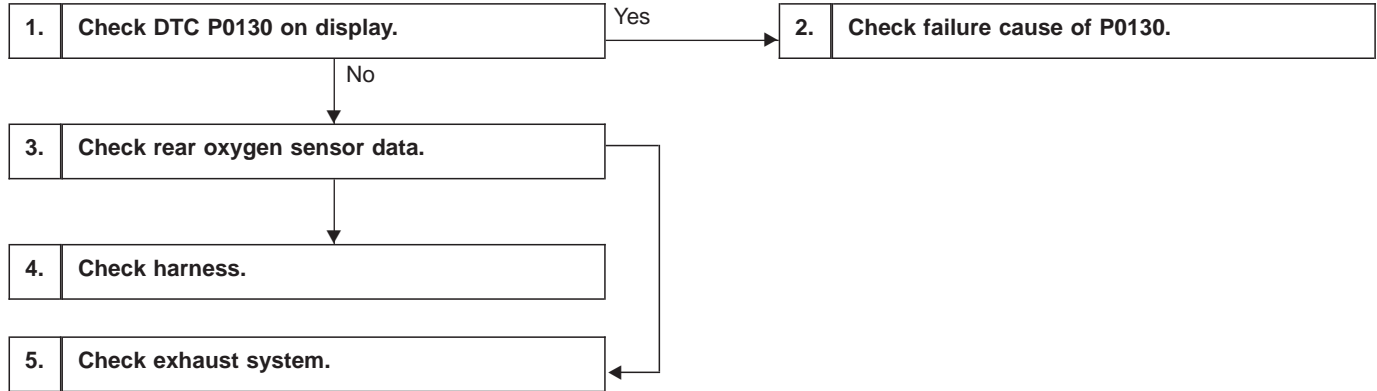 1. Check DTC P0130 on display.
Yes
2. Check failure cause of P0130.
No
3. Check rear oxygen sensor data.
4. Check harness.
5. Check exhaust system.